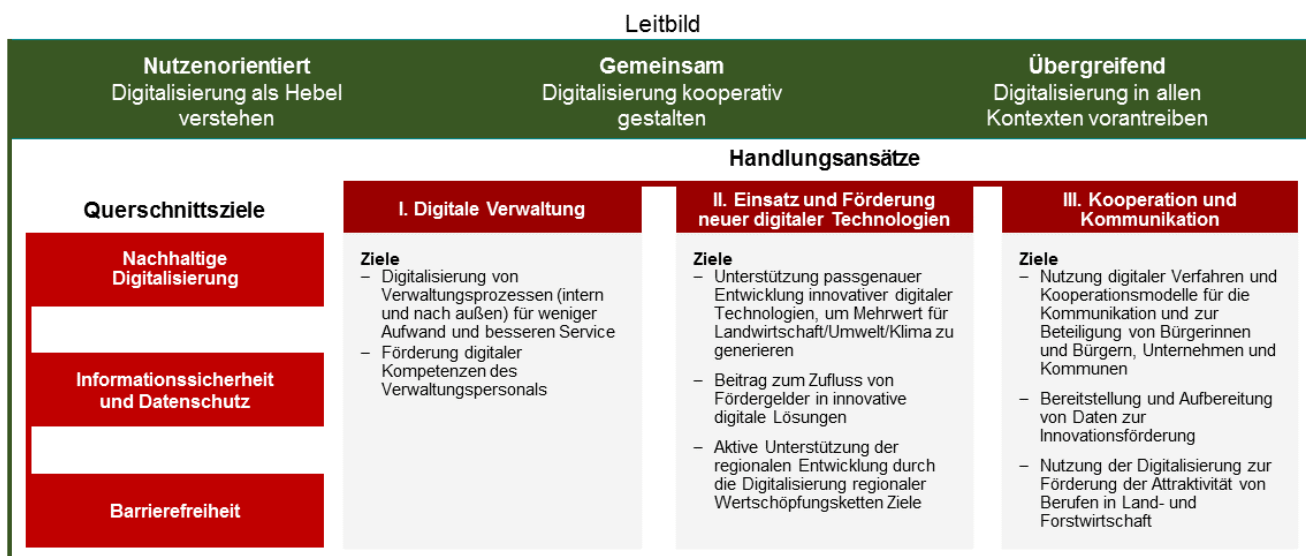 Leitbild
Nutzenorientiert
Digitalisierung als Hebel
verstehen
Gemeinsam
Digitalisierung kooperativ
gestalten
Übergreifend
Digitalisierung in allen
Kontexten vorantreiben
Handlungsansätze
Querschnittsziele
Nachhaltige
Digitalisierung
Informationssicherheit
und Datenschutz
Barrierefreiheit
I. Digitale Verwaltung
Ziele
– Digitalisierung von
Verwaltungsprozessen (intern
und nach außen) für weniger
Aufwand und besseren Service
– Förderung digitaler
Kompetenzen des
Verwaltungspersonals
II. Einsatz und Förderung
neuer digitaler Technologien
Ziele
– Unterstützung passgenauer
Entwicklung innovativer digitaler
Technologien, um Mehrwert für
Landwirtschaft/Umwelt/Klima zu
generieren
– Beitrag zum Zufluss von
Fördergelder in innovative
digitale Lösungen
– Aktive Unterstützung der
regionalen Entwicklung durch
die Digitalisierung regionaler
Wertschöpfungsketten Ziele
III. Kooperation und
Kommunikation
Ziele
– Nutzung digitaler Verfahren und
Kooperationsmodelle für die
Kommunikation und zur
Beteiligung von Bürgerinnen
und Bürgern, Unternehmen und
Kommunen
– Bereitstellung und Aufbereitung
von Daten zur
Innovationsförderung
– Nutzung der Digitalisierung zur
Förderung der Attraktivität von
Berufen in Land- und
Forstwirtschaft